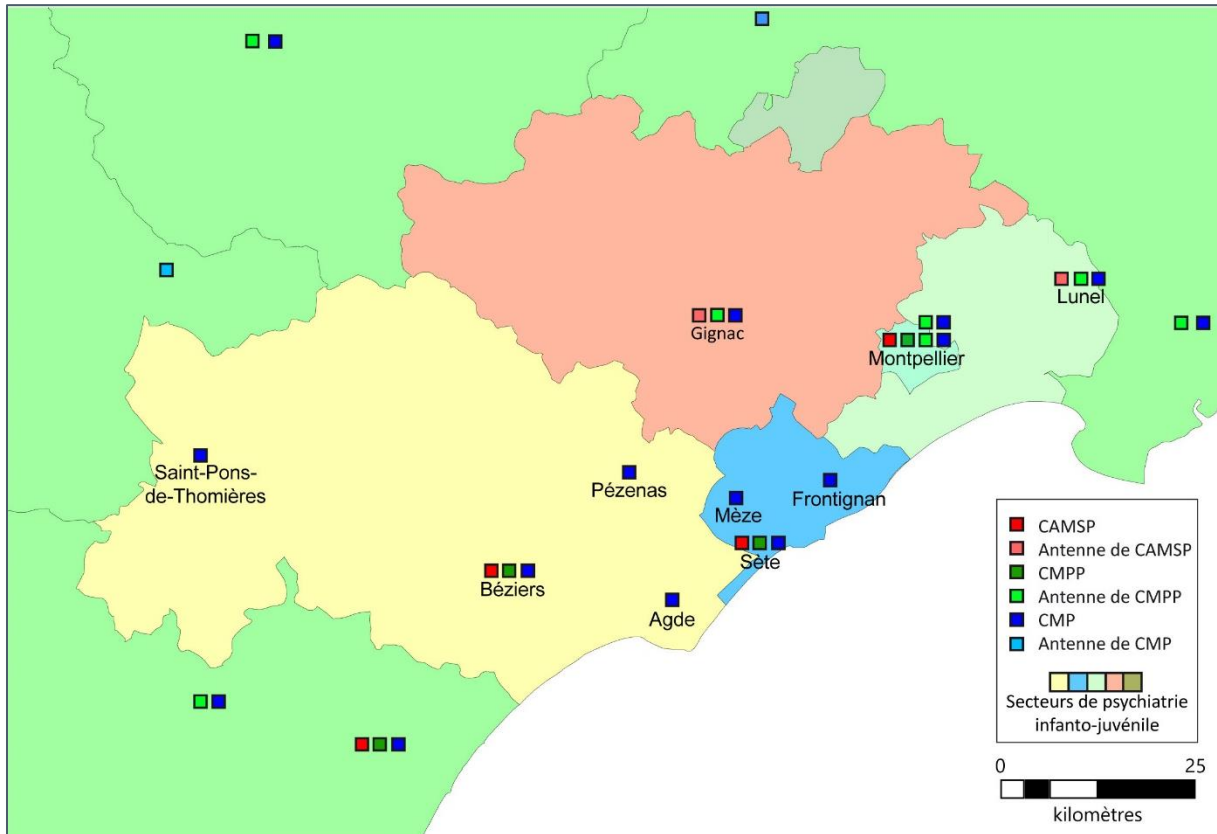 Lunel
Gignac
Montpellier
Saint-Pons-
de-Thomières
Pézenas
Mèze
Frontignan
Sète
Béziers
Agde
CAMSP
Antenne de CAMSP
CMPP
Antenne de CMPP
CMP
Antenne de CMP
Secteurs de psychiatrie
infanto-juvénile
0 25
kilomètres